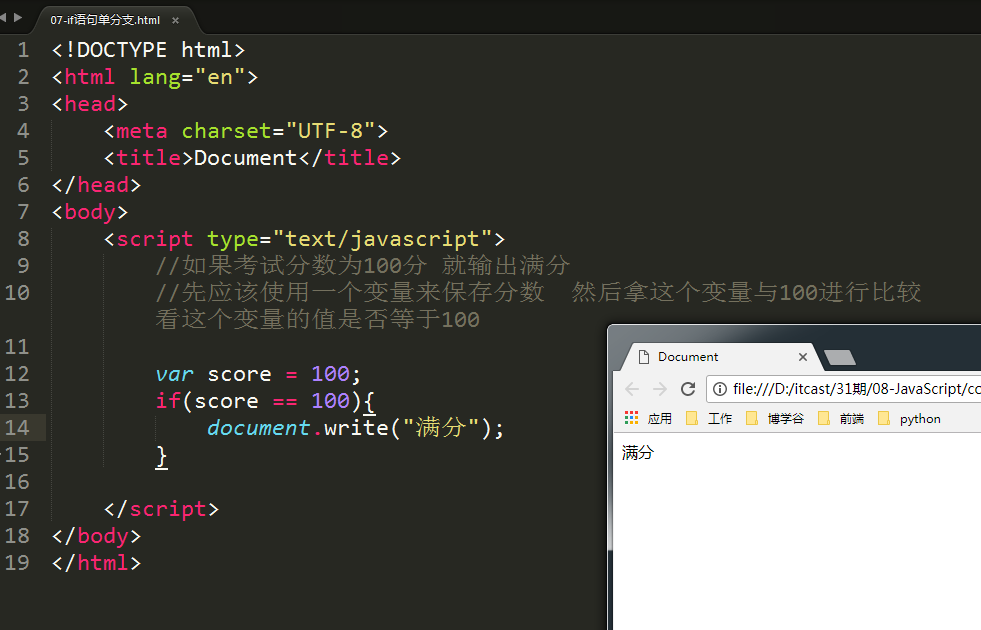 07-if语句单分支.html ×
1 <!DOCTYPE html>
2 <html lang="en">
3 <head>
4     <meta charset="UTF-8">
5     <title>Document</title>
6 </head>
7 <body>
8     <script type="text/javascript">
9         //如果考试分数为100分 就输出满分
10         //先应该使用一个变量来保存分数  然后拿这个变量与100进行比较
看这个变量的值是否等于100
11
12         var score = 100;
13         if(score == 100){
14             document.write("满分");
15         }
16
17     </script>
18 </body>
19 </html>
Document ×
file:///D:/itcast/31期/08-JavaScript/cc
应用 工作 博学谷 前端 python
满分